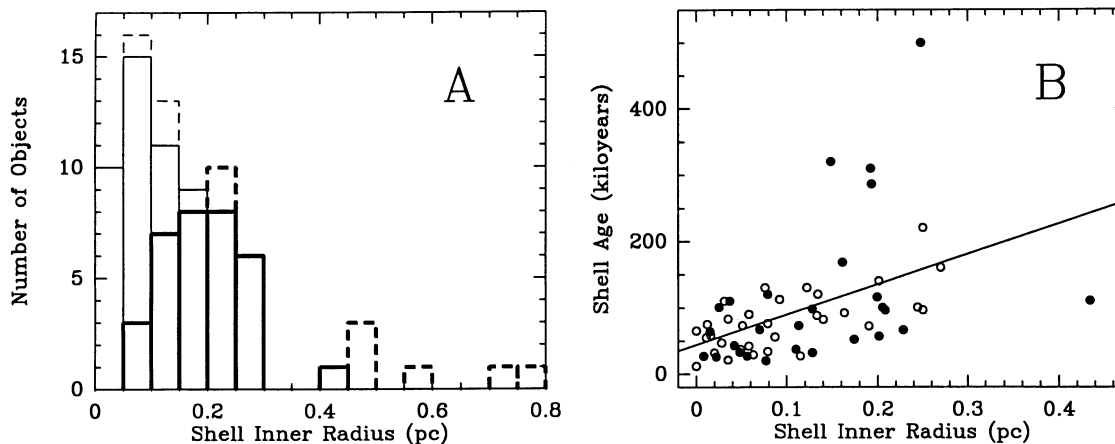 15
10
5
0
Number of Objects
A
0 0.2 0.4 0.6 0.8
Shell Inner Radius (pc)
400
200
0
Shell Age (kiloyears)
B
0 0.1 0.2 0.3 0.4
Shell Inner Radius (pc)